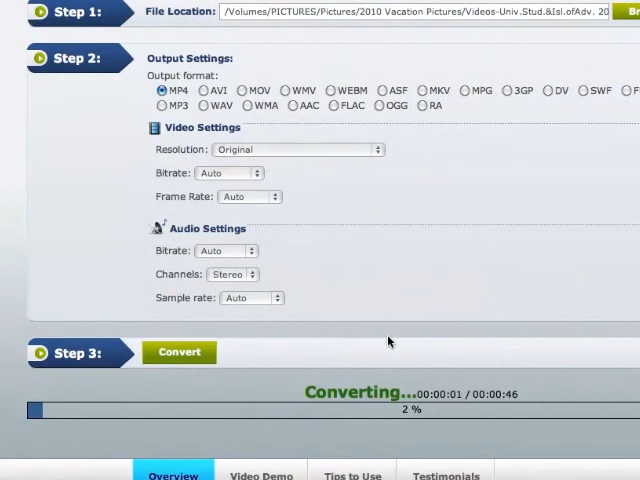 Step 1: File Location: /Volumes/PICTURES/Pictures/2010 Vacation Pictures/Videos-Univ.Stud.&Isl.ofAdv. 20
Step 2: Output Settings:
Output format:
MP4 AVI MOV WMV WEBM ASF MKV MPG 3GP DV SWF
MP3 WAV WMA AAC FLAC OGG RA
Video Settings
Resolution: Original
Bitrate: Auto
Frame Rate: Auto
Audio Settings
Bitrate: Auto
Channels: Stereo
Sample rate: Auto
Step 3: Convert
Converting...00:00:01 / 00:00:46
2 %
Overview Video Demo Tips to Use Testimonials